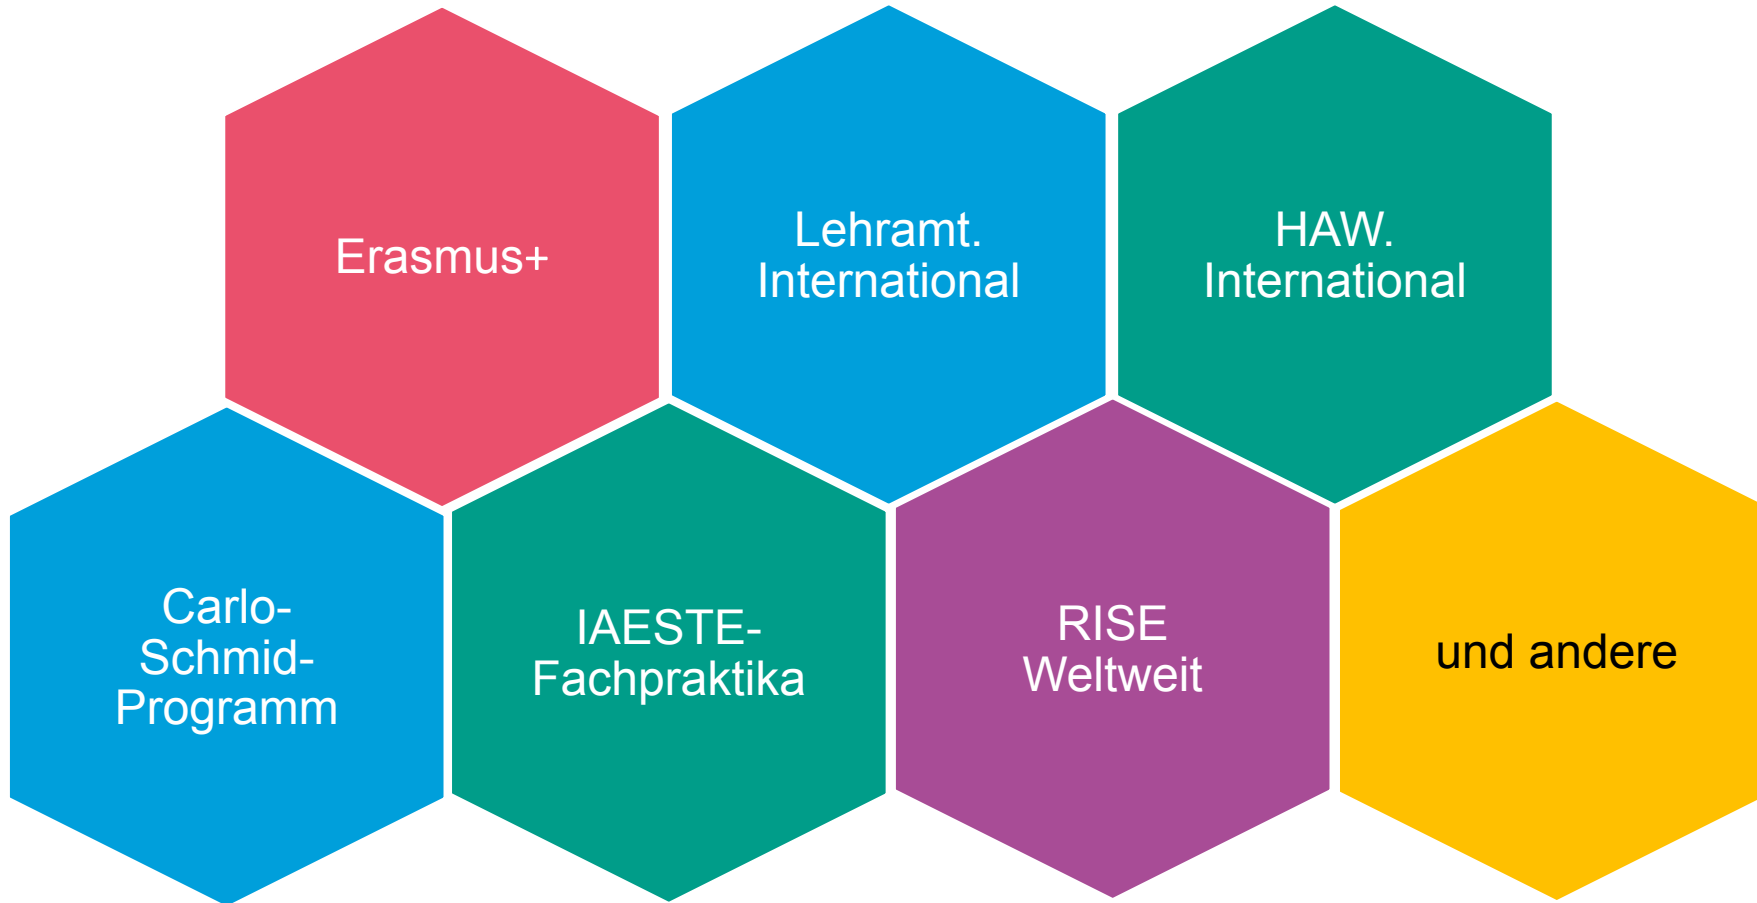 Erasmus+
Lehramt.
International
HAW.
International
Carlo-
Schmid-
Programm
IAESTE-
Fachpraktika
RISE
Weltweit
und andere